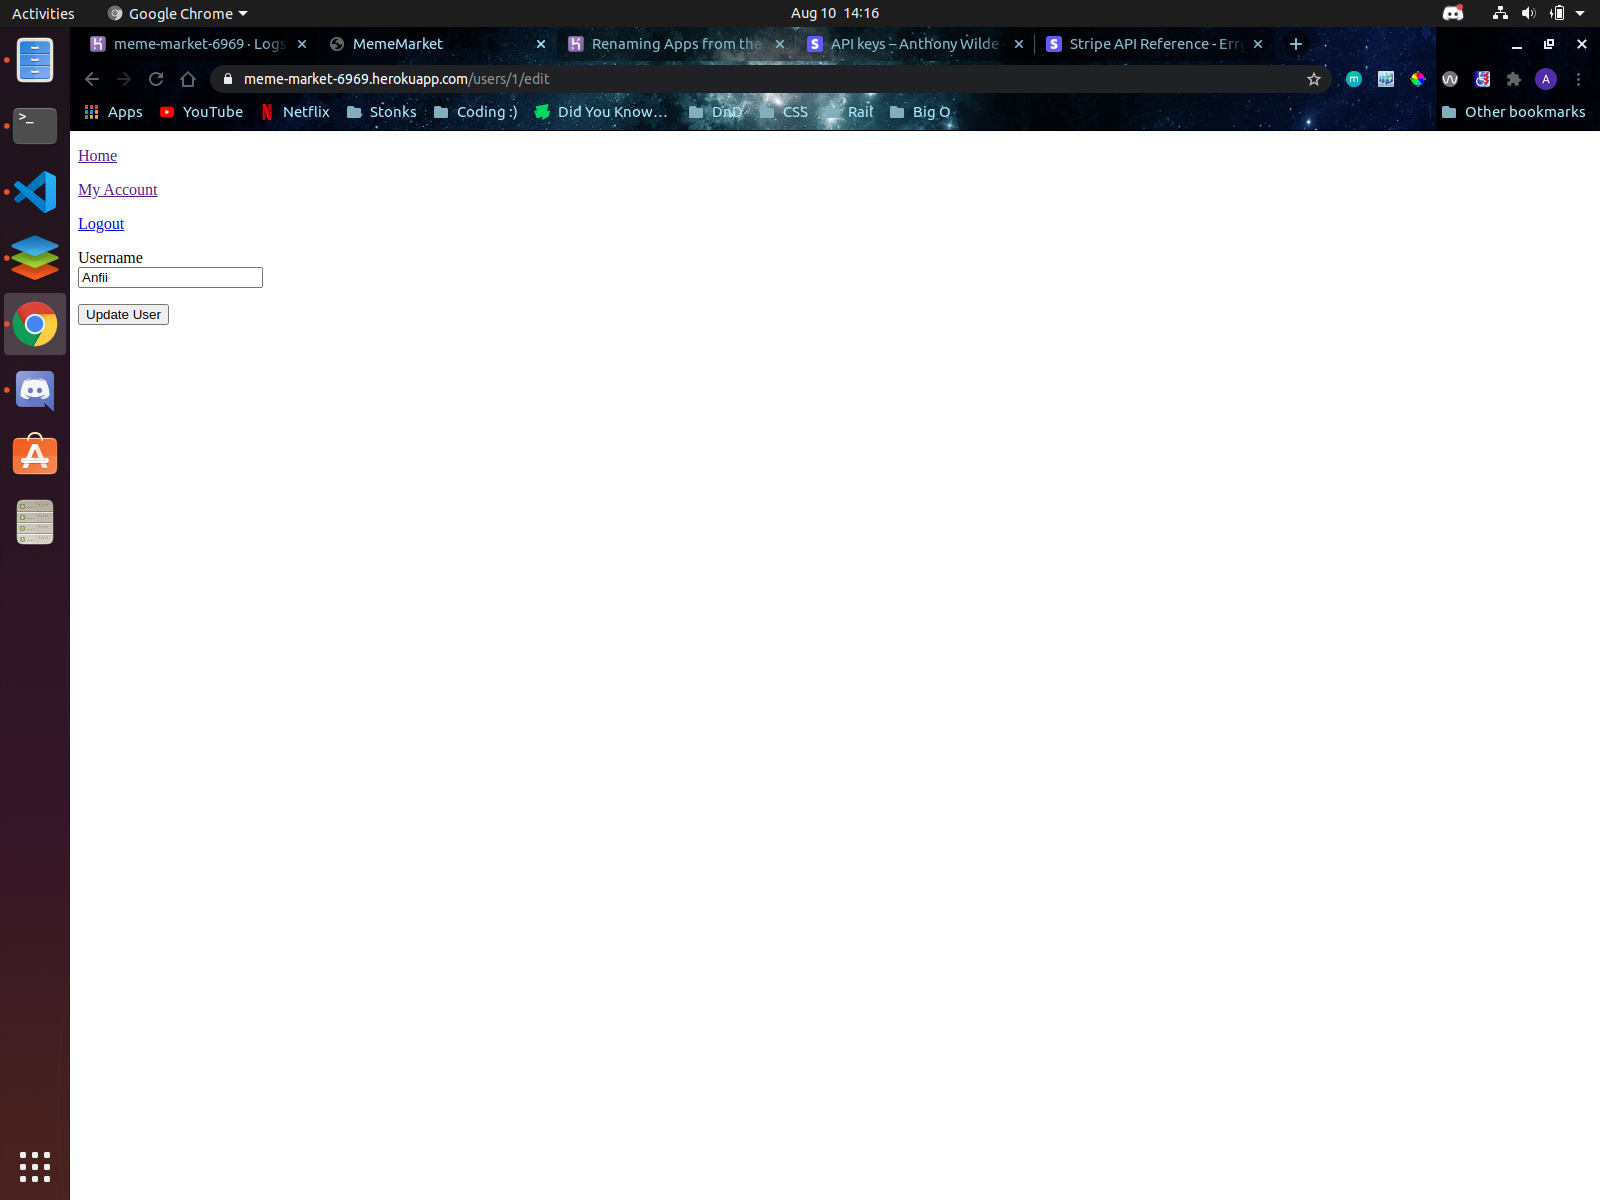 Activities Google Chrome Aug 10 14:16
meme-market-6969 · Logs MemeMarket Renaming Apps from the API keys – Anthony Wilde Stripe API Reference - Err
meme-market-6969.herokuapp.com/users/1/edit
Apps YouTube Netflix Stonks Coding :) Did You Know... DnD CSS Rail Big O Other bookmarks
Home
My Account
Logout
Username
Anfii
Update User